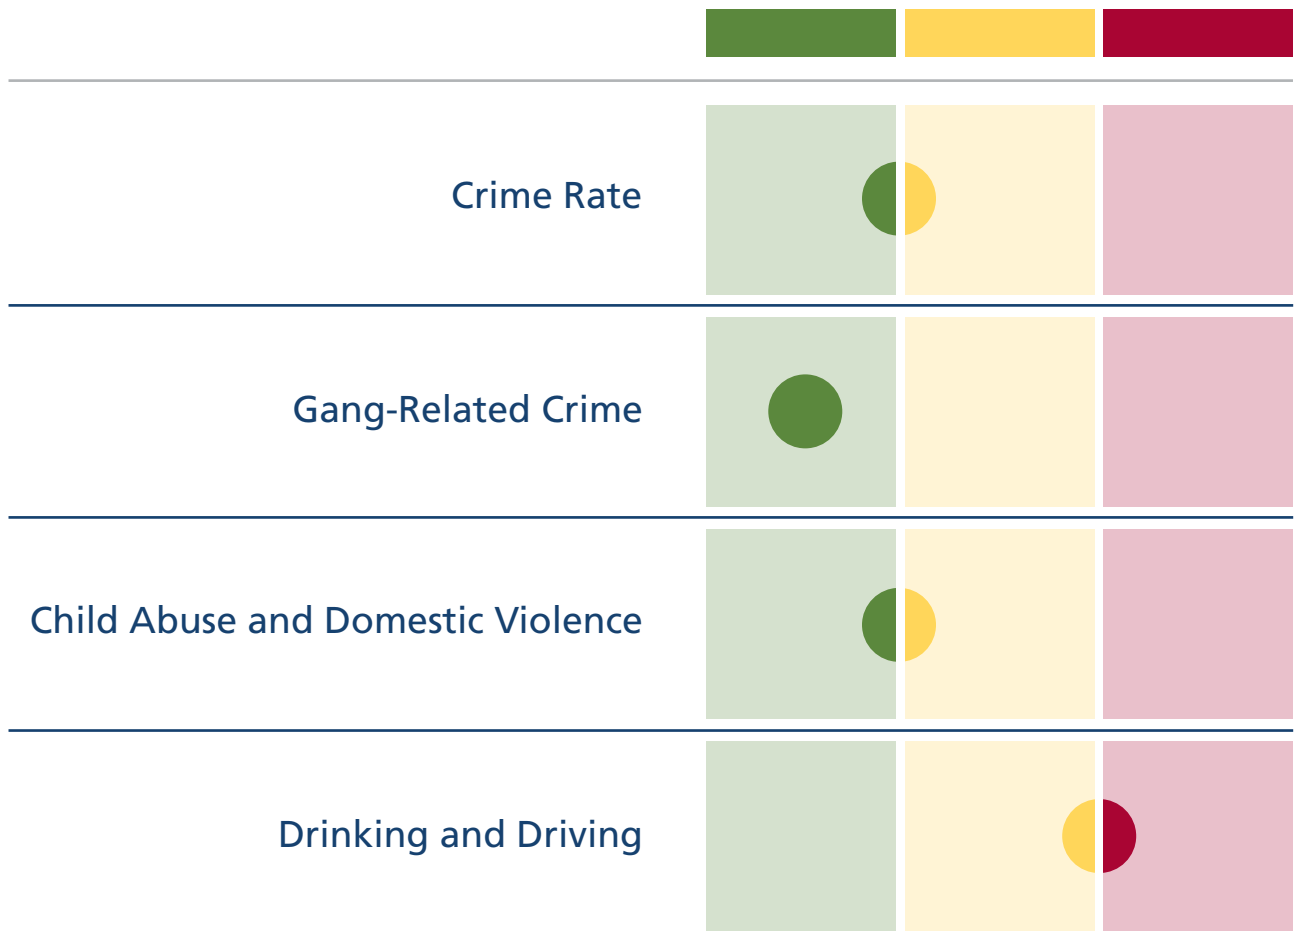 Crime Rate
Gang-Related Crime
Child Abuse and Domestic Violence
Drinking and Driving